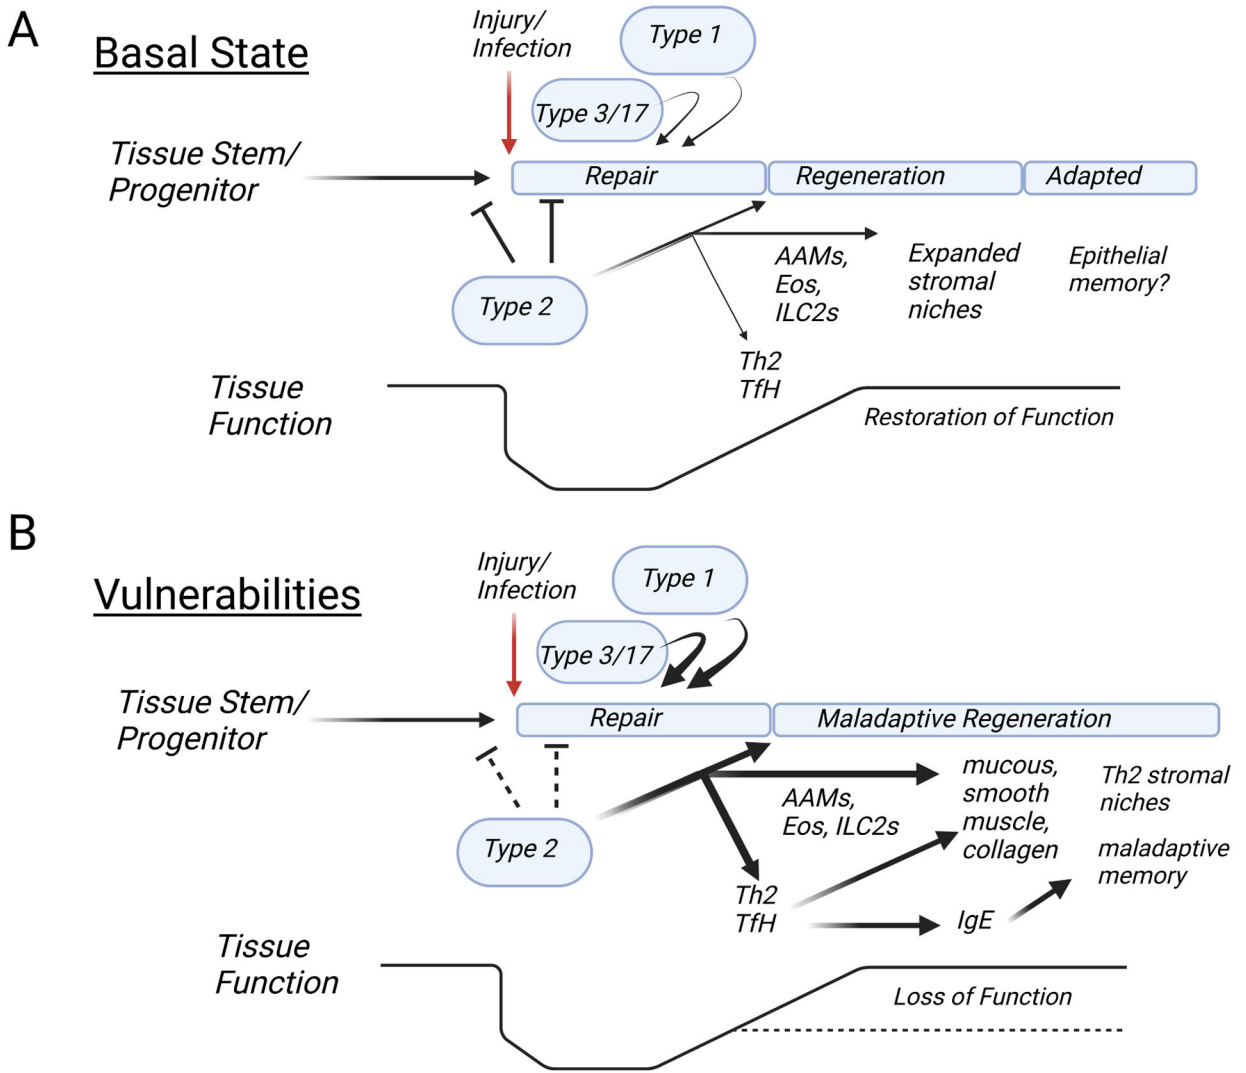 A
Basal State
Injury/
Infection
Type 1
Type 3/17
Tissue Stem/
Progenitor
Repair
Regeneration
Adapted
Type 2
AAMs,
Eos,
ILC2s
Expanded
stromal
niches
Epithelial
memory?
Th2
TfH
Tissue
Function
Restoration of Function
B
Vulnerabilities
Injury/
Infection
Type 1
Type 3/17
Tissue Stem/
Progenitor
Repair
Maladaptive Regeneration
Type 2
AAMs,
Eos, ILC2s
mucous,
smooth
muscle,
collagen
Th2 stromal
niches
maladaptive
memory
Th2
TfH
IgE
Tissue
Function
Loss of Function